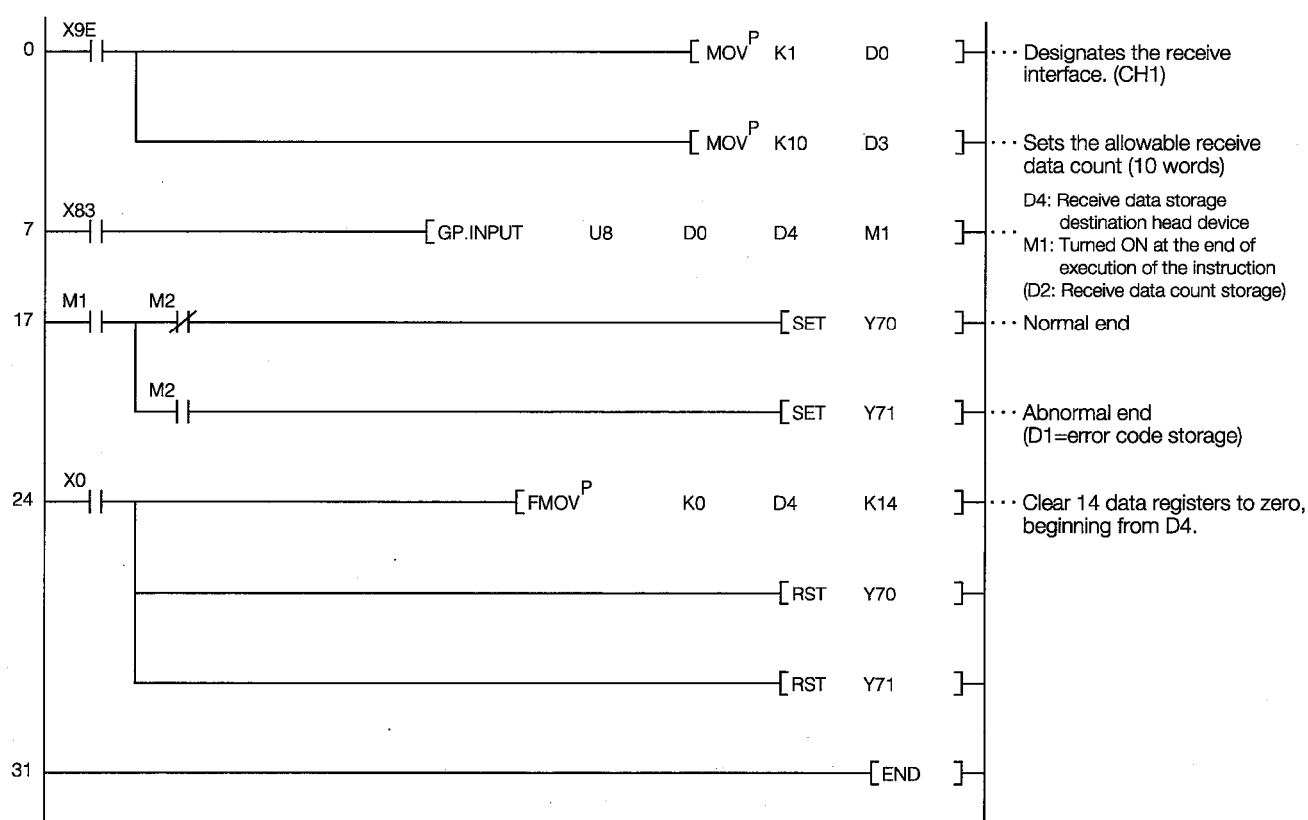 X9E
0 [ MOV P K1 D0 ] ··· Designates the receive
interface. (CH1)
[ MOV P K10 D3 ] ··· Sets the allowable receive
data count (10 words)
X83
7 [ GP.INPUT U8 D0 D4 M1 ] ···
D4: Receive data storage
destination head device
M1: Turned ON at the end of
execution of the instruction
(D2: Receive data count storage)
M1 M2
17 [ SET Y70 ] ··· Normal end
M2
[ SET Y71 ] ··· Abnormal end
(D1=error code storage)
X0
24 [ FMOV P K0 D4 K14 ] ··· Clear 14 data registers to zero,
beginning from D4.
[ RST Y70 ]
[ RST Y71 ]
31 [ END ]